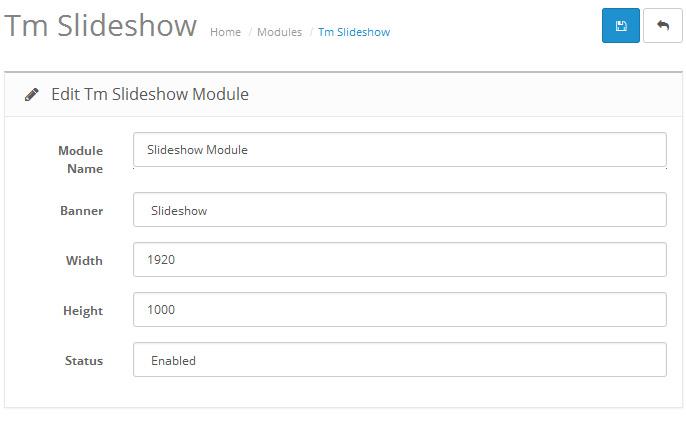 Tm Slideshow Home / Modules / Tm Slideshow
Edit Tm Slideshow Module
Module Name Slideshow Module
Banner Slideshow
Width 1920
Height 1000
Status Enabled